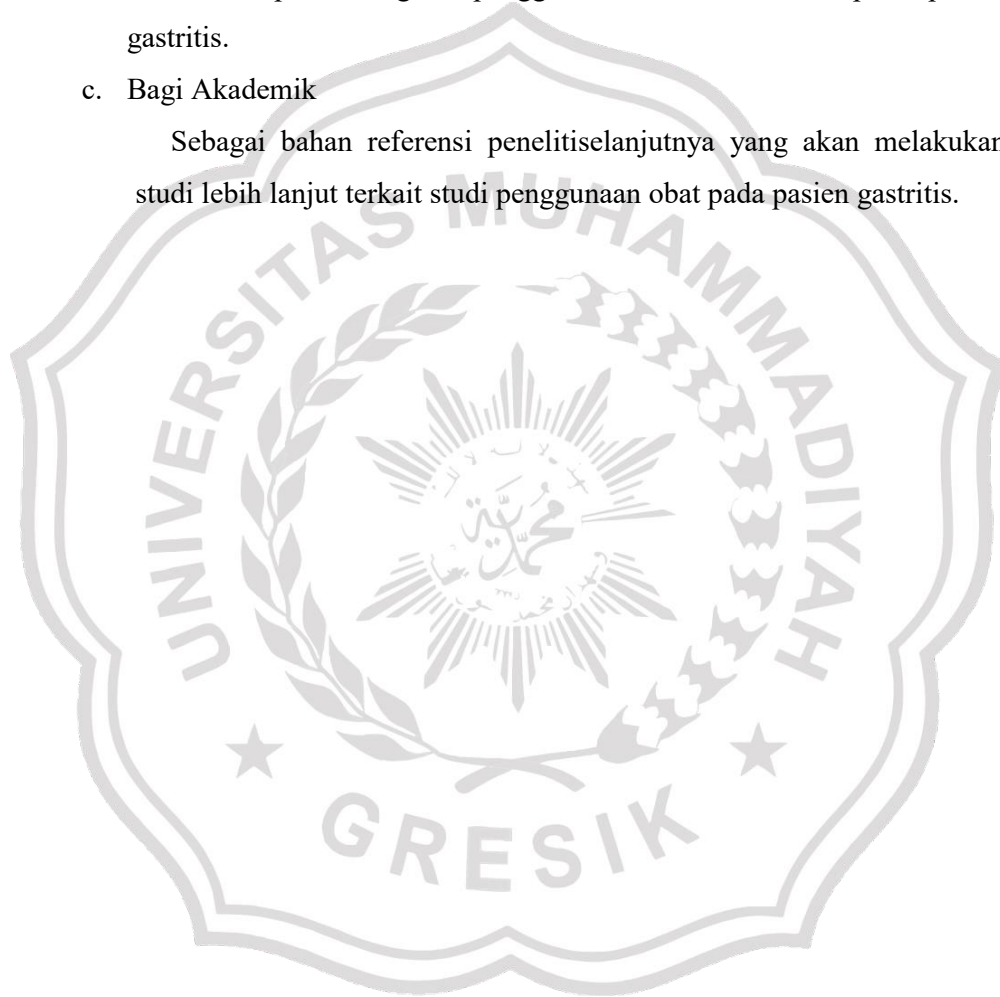 gastritis.
c. Bagi Akademik
Sebagai bahan referensi penelitiselanjutnya yang akan melakukan
studi lebih lanjut terkait studi penggunaan obat pada pasien gastritis.
UNIVERSITAS MUHAMMADIYAH
GRESIK